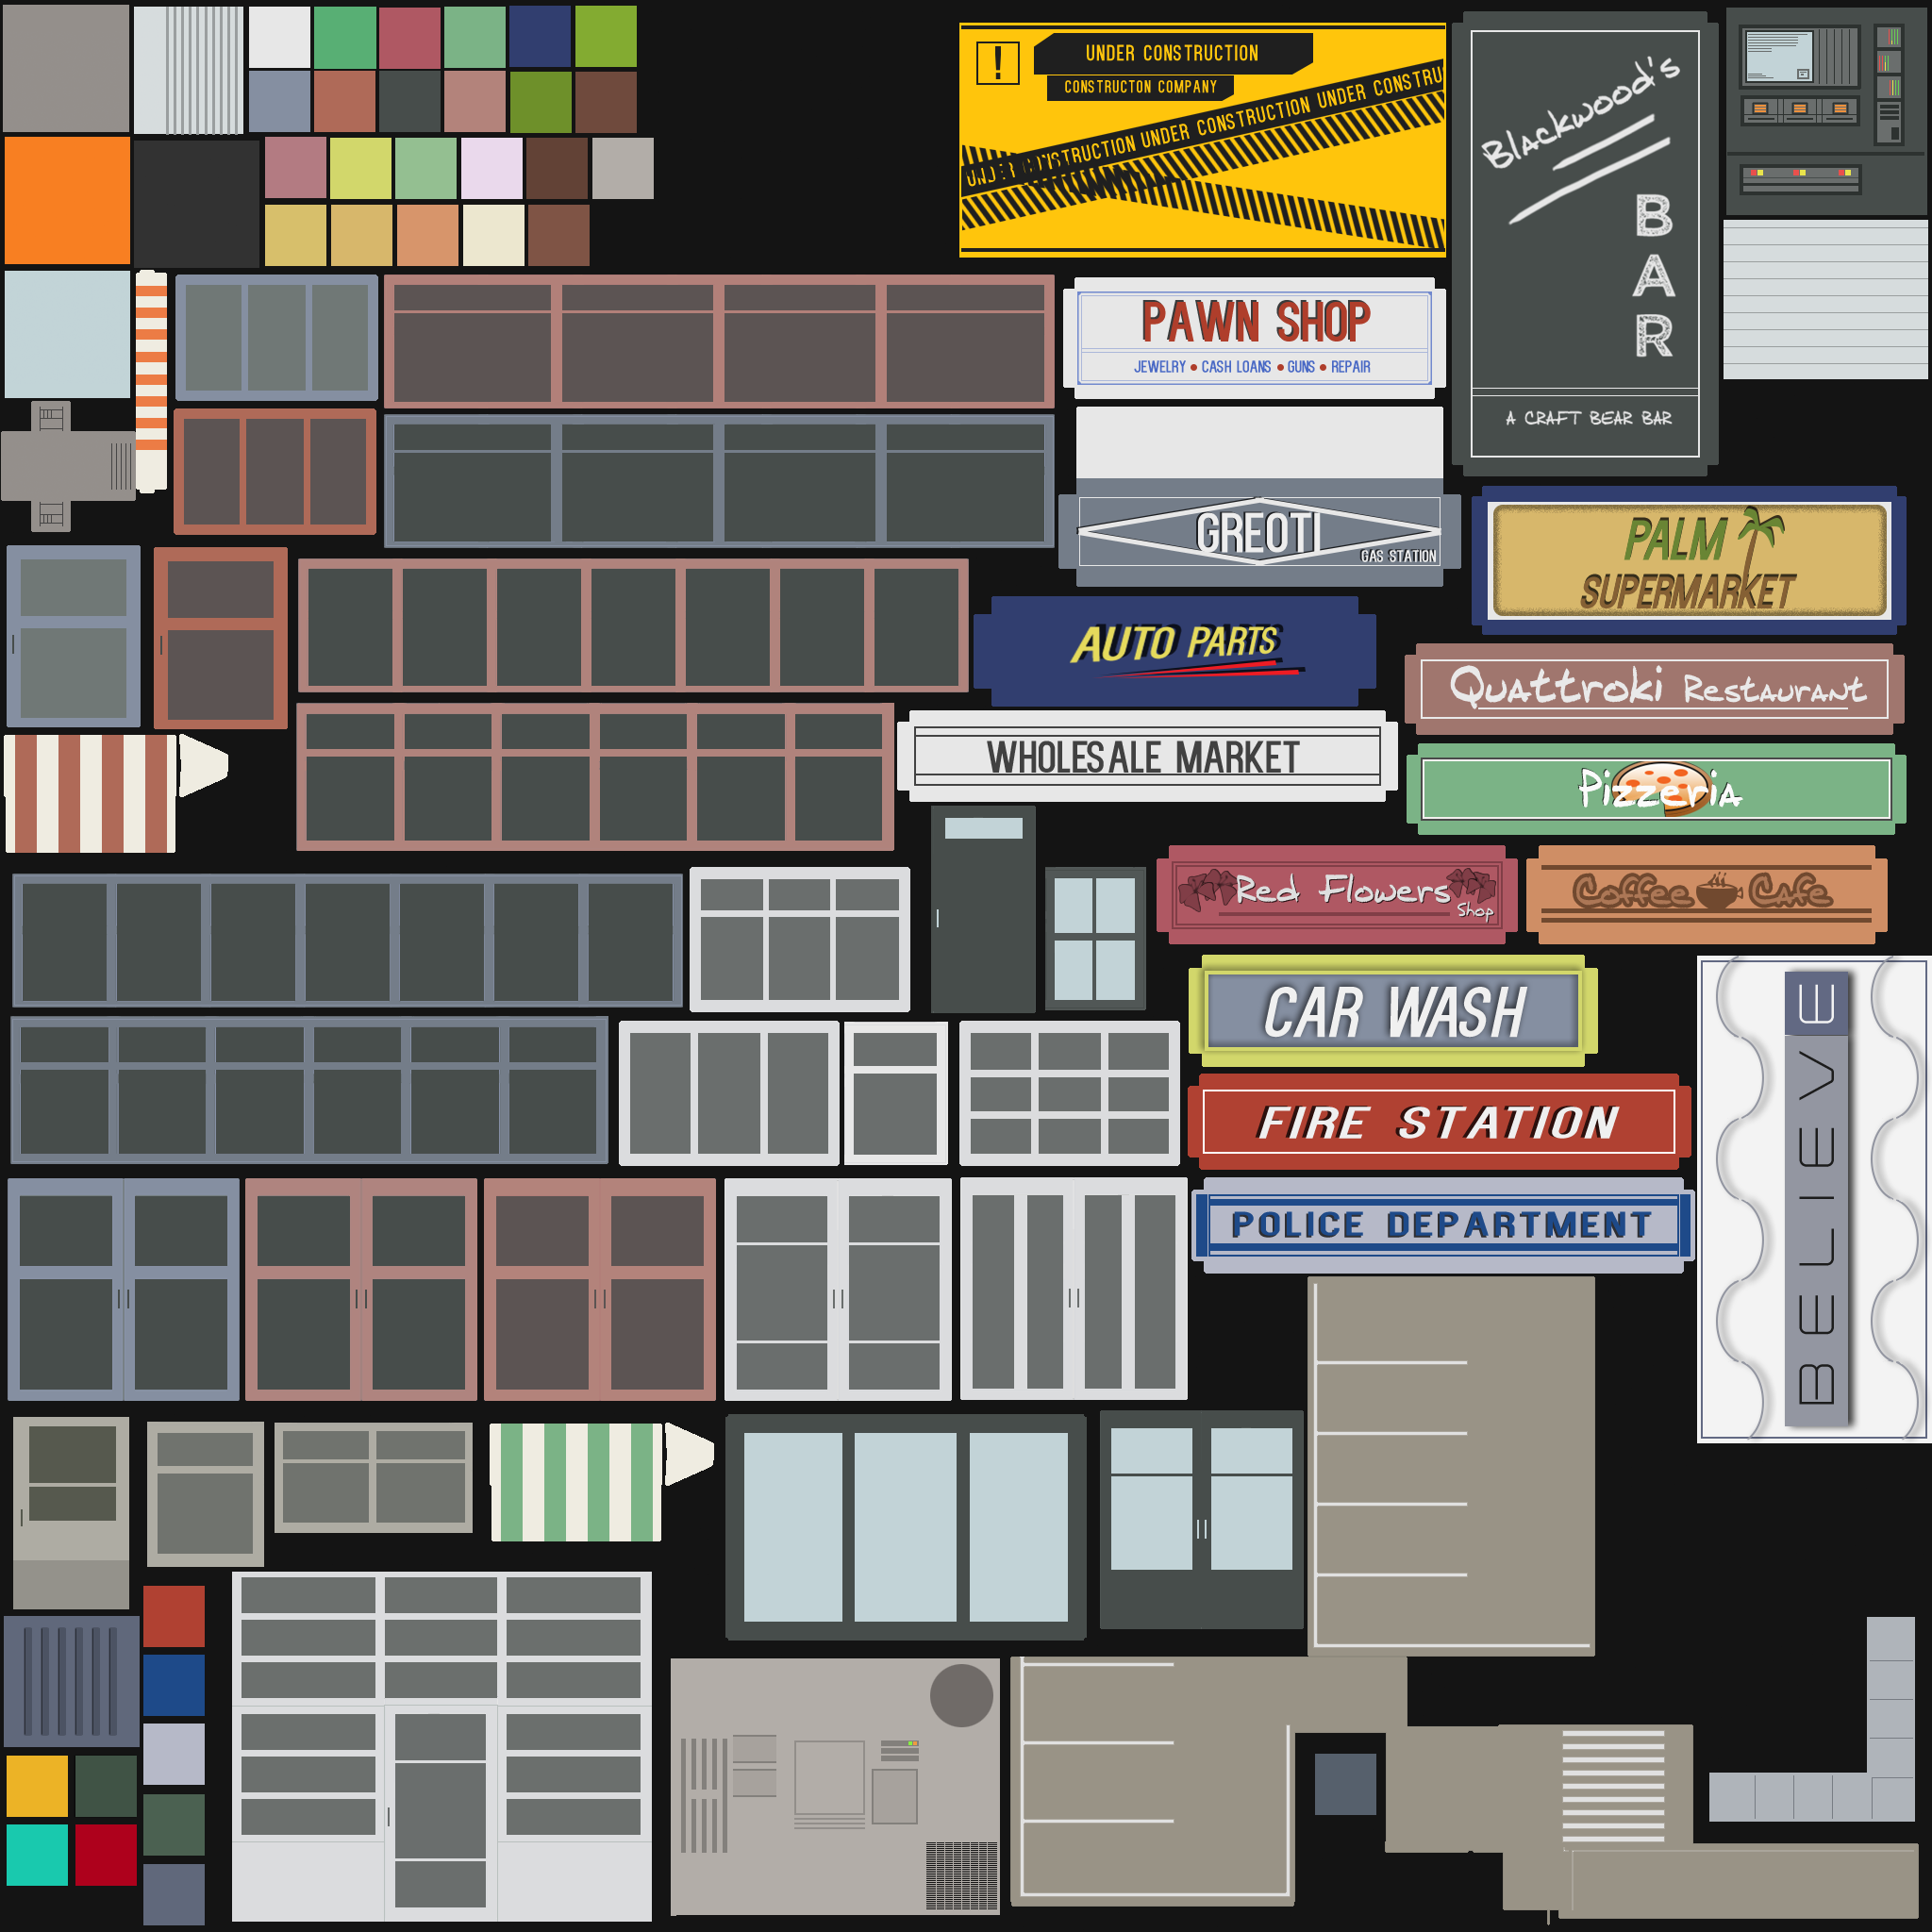 !
UNDER CONSTRUCTION
CONSTRUCTON COMPANY
UNDER CONSTRUCTION UNDER CONSTRUCTION UNDER CONSTRU
Blackwood's
BAR
A CRAFT BEAR BAR
PAWN SHOP
JEWELRY • CASH LOANS • GUNS • REPAIR
GREOTI
GAS STATION
PALM
SUPERMARKET
AUTO PARTS
Quattroki Restaurant
WHOLESALE MARKET
Pizzeria
Red Flowers
Shop
Coffee Cafe
CAR WASH
FIRE STATION
POLICE DEPARTMENT
BELIEVE